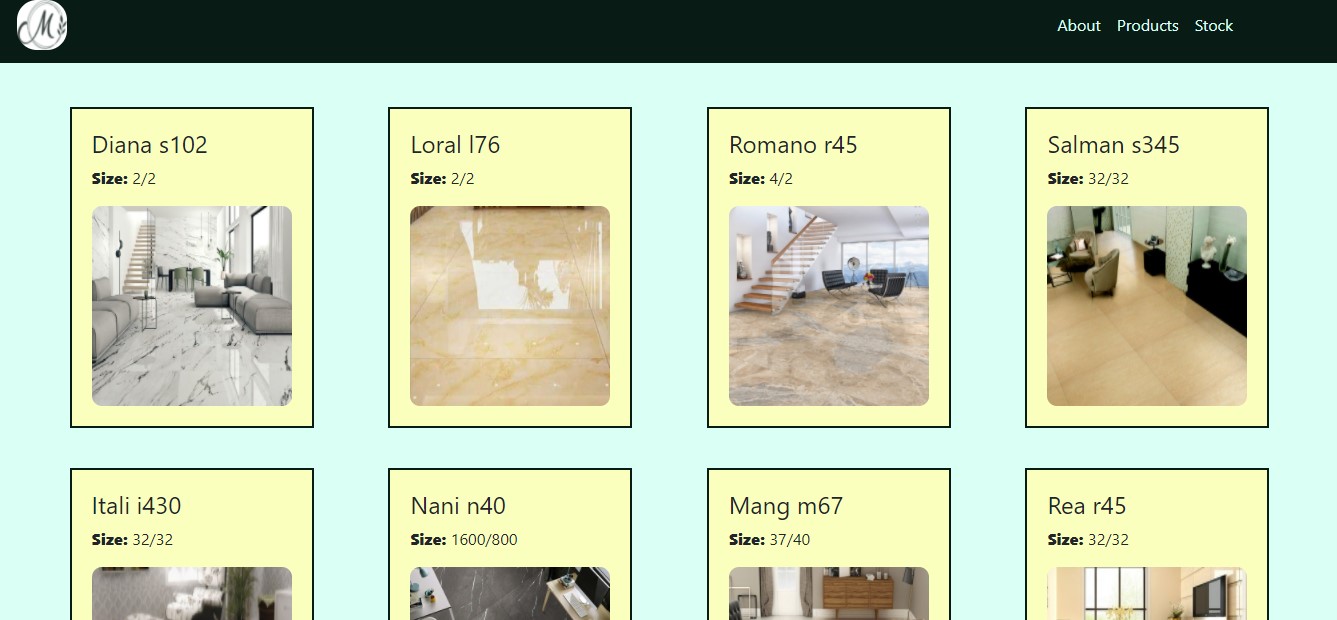 M
About Products Stock
Diana s102
Size: 2/2
Loral l76
Size: 2/2
Romano r45
Size: 4/2
Salman s345
Size: 32/32
Itali i430
Size: 32/32
Nani n40
Size: 1600/800
Mang m67
Size: 37/40
Rea r45
Size: 32/32